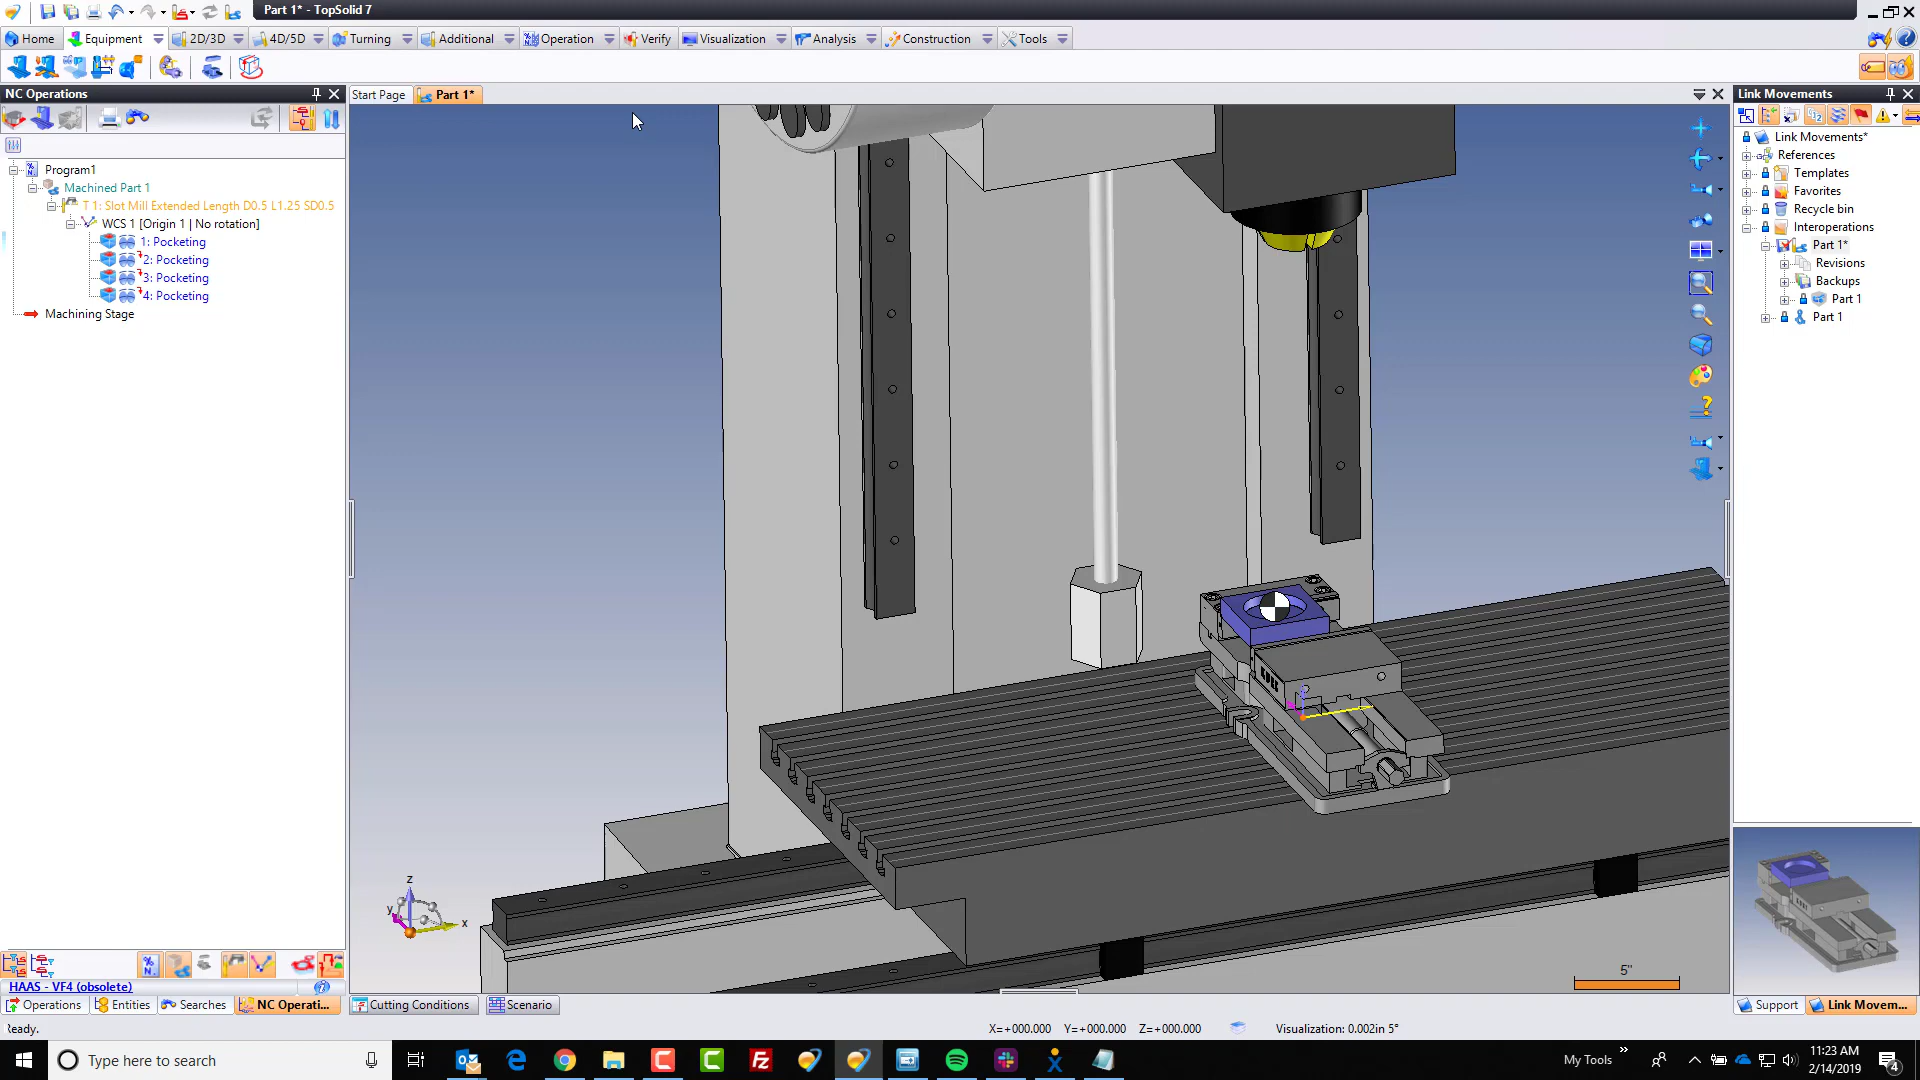 Part 1* - TopSolid 7
Home Equipment 2D/3D 4D/5D Turning Additional Operation Verify Visualization Analysis Construction Tools
NC Operations
Start Page Part 1*
Link Movements
Program1
Machined Part 1
T 1: Slot Mill Extended Length D0.5 L1.25 SD0.5
WCS 1 [Origin 1 | No rotation]
1: Pocketing
2: Pocketing
3: Pocketing
4: Pocketing
Machining Stage
Link Movements*
References
Templates
Favorites
Recycle bin
Interoperations
Part 1*
Revisions
Backups
Part 1
Part 1
z
y
x
5"
HAAS - VF4 (obsolete)
Operations Entities Searches NC Operati...
Cutting Conditions Scenario
Support Link Movem...
Ready.
X=+000.000 Y=+000.000 Z=+000.000 Visualization: 0.002in 5°
Type here to search
My Tools
11:23 AM
2/14/2019
4